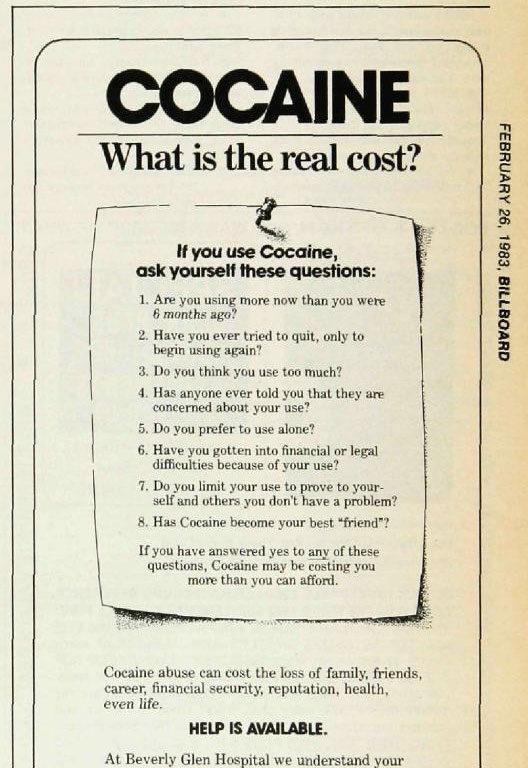 COCAINE
What is the real cost?
If you use Cocaine,
ask yourself these questions:
1. Are you using more now than you were
6 months ago?
2. Have you ever tried to quit, only to
begin using again?
3. Do you think you use too much?
4. Has anyone ever told you that they are
concerned about your use?
5. Do you prefer to use alone?
6. Have you gotten into financial or legal
difficulties because of your use?
7. Do you limit your use to prove to your-
self and others you don't have a problem?
8. Has Cocaine become your best “friend”?
If you have answered yes to any of these
questions, Cocaine may be costing you
more than you can afford.
Cocaine abuse can cost the loss of family, friends,
career, financial security, reputation, health,
even life.
HELP IS AVAILABLE.
At Beverly Glen Hospital we understand your
FEBRUARY 26, 1983, BILLBOARD